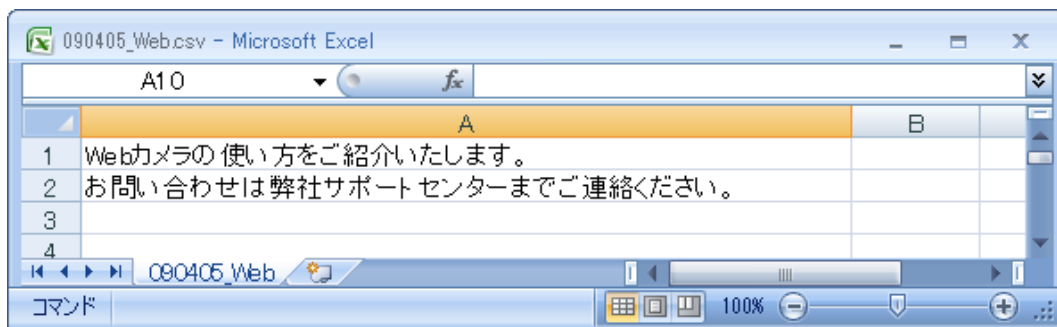 090405_Web.csv - Microsoft Excel
A10 fx
A B
1 Webカメラの使い方をご紹介いたします。
2 お問い合わせは弊社サポートセンターまでご連絡ください。
3
4
090405_Web
コマンド 100%